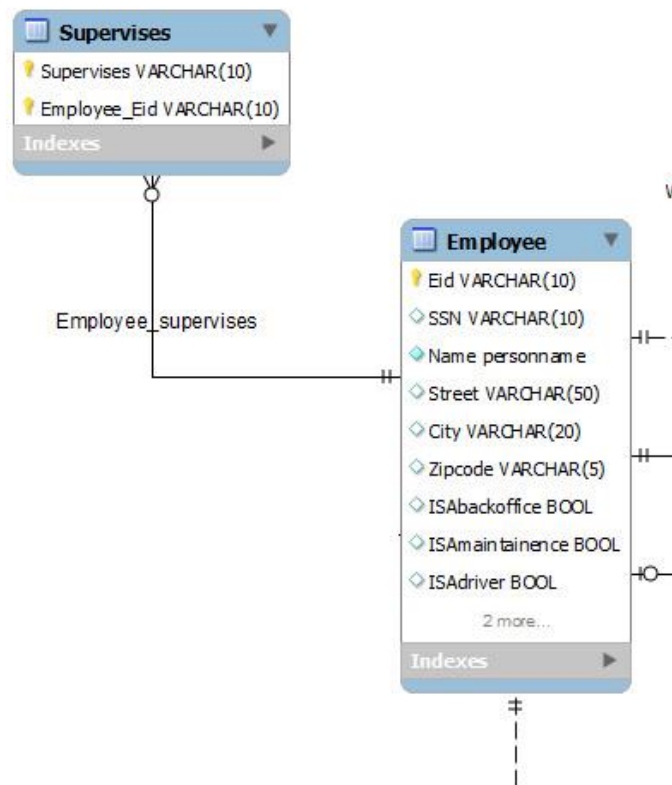 Supervises
Supervises VARCHAR(10)
Employee_Eid VARCHAR(10)
Indexes
Employee_supervises
Employee
Eid VARCHAR(10)
SSN VARCHAR(10)
Name personname
Street VARCHAR(50)
City VARCHAR(20)
Zipcode VARCHAR(5)
ISAbackoffice BOOL
ISAmaintainence BOOL
ISAdriver BOOL
2 more...
Indexes